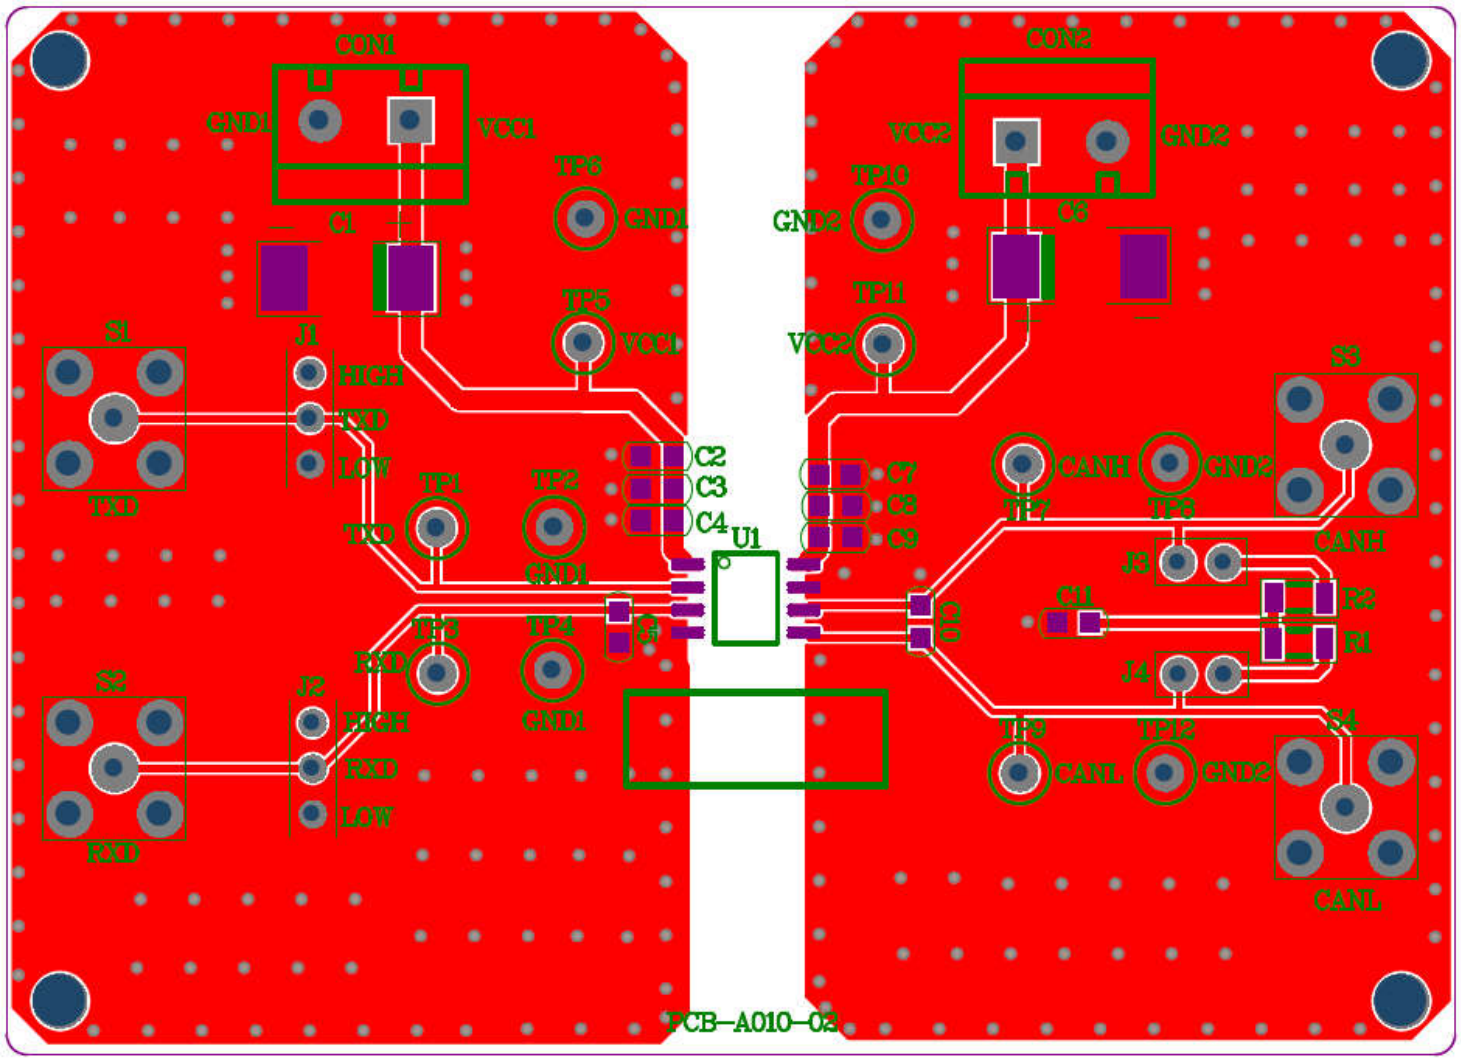 CON1
CON2
GND1
VCC1
VCC2
GND2
TP6
TP10
C1
GND1
GND2
C6
TP5
TP11
S1
J1
VCC1
VCC2
S3
HIGH
TXD
LOW
C2
CANH
GND2
C7
TP1
TP2
C3
C8
TXD
C4
TP7
TP8
TXD
U1
C9
CANH
GND1
J3
C11
R2
TP3
TP4
C5
C10
R1
RXD
J4
S2
J2
HIGH
GND1
TP9
TP12
S4
RXD
CANL
GND2
LOW
RXD
CANL
PCB-A010-02